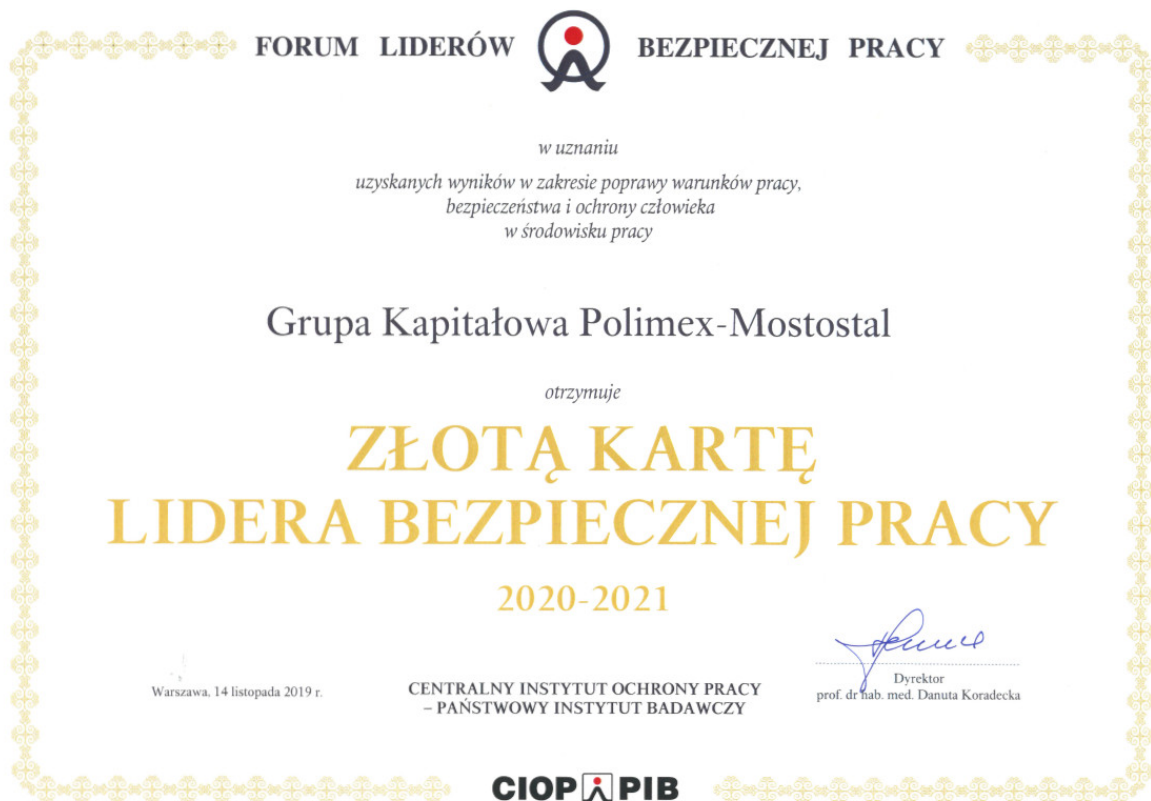 FORUM LIDERÓW BEZPIECZNEJ PRACY
w uznaniu
uzyskanych wyników w zakresie poprawy warunków pracy,
bezpieczeństwa i ochrony człowieka
w środowisku pracy
Grupa Kapitałowa Polimex-Mostostal
otrzymuje
ZŁOTĄ KARTĘ
LIDERA BEZPIECZNEJ PRACY
2020-2021
Warszawa, 14 listopada 2019 r.
CENTRALNY INSTYTUT OCHRONY PRACY
– PAŃSTWOWY INSTYTUT BADAWCZY
Dyrektor
prof. dr hab. med. Danuta Koradecka
CIOP PIB